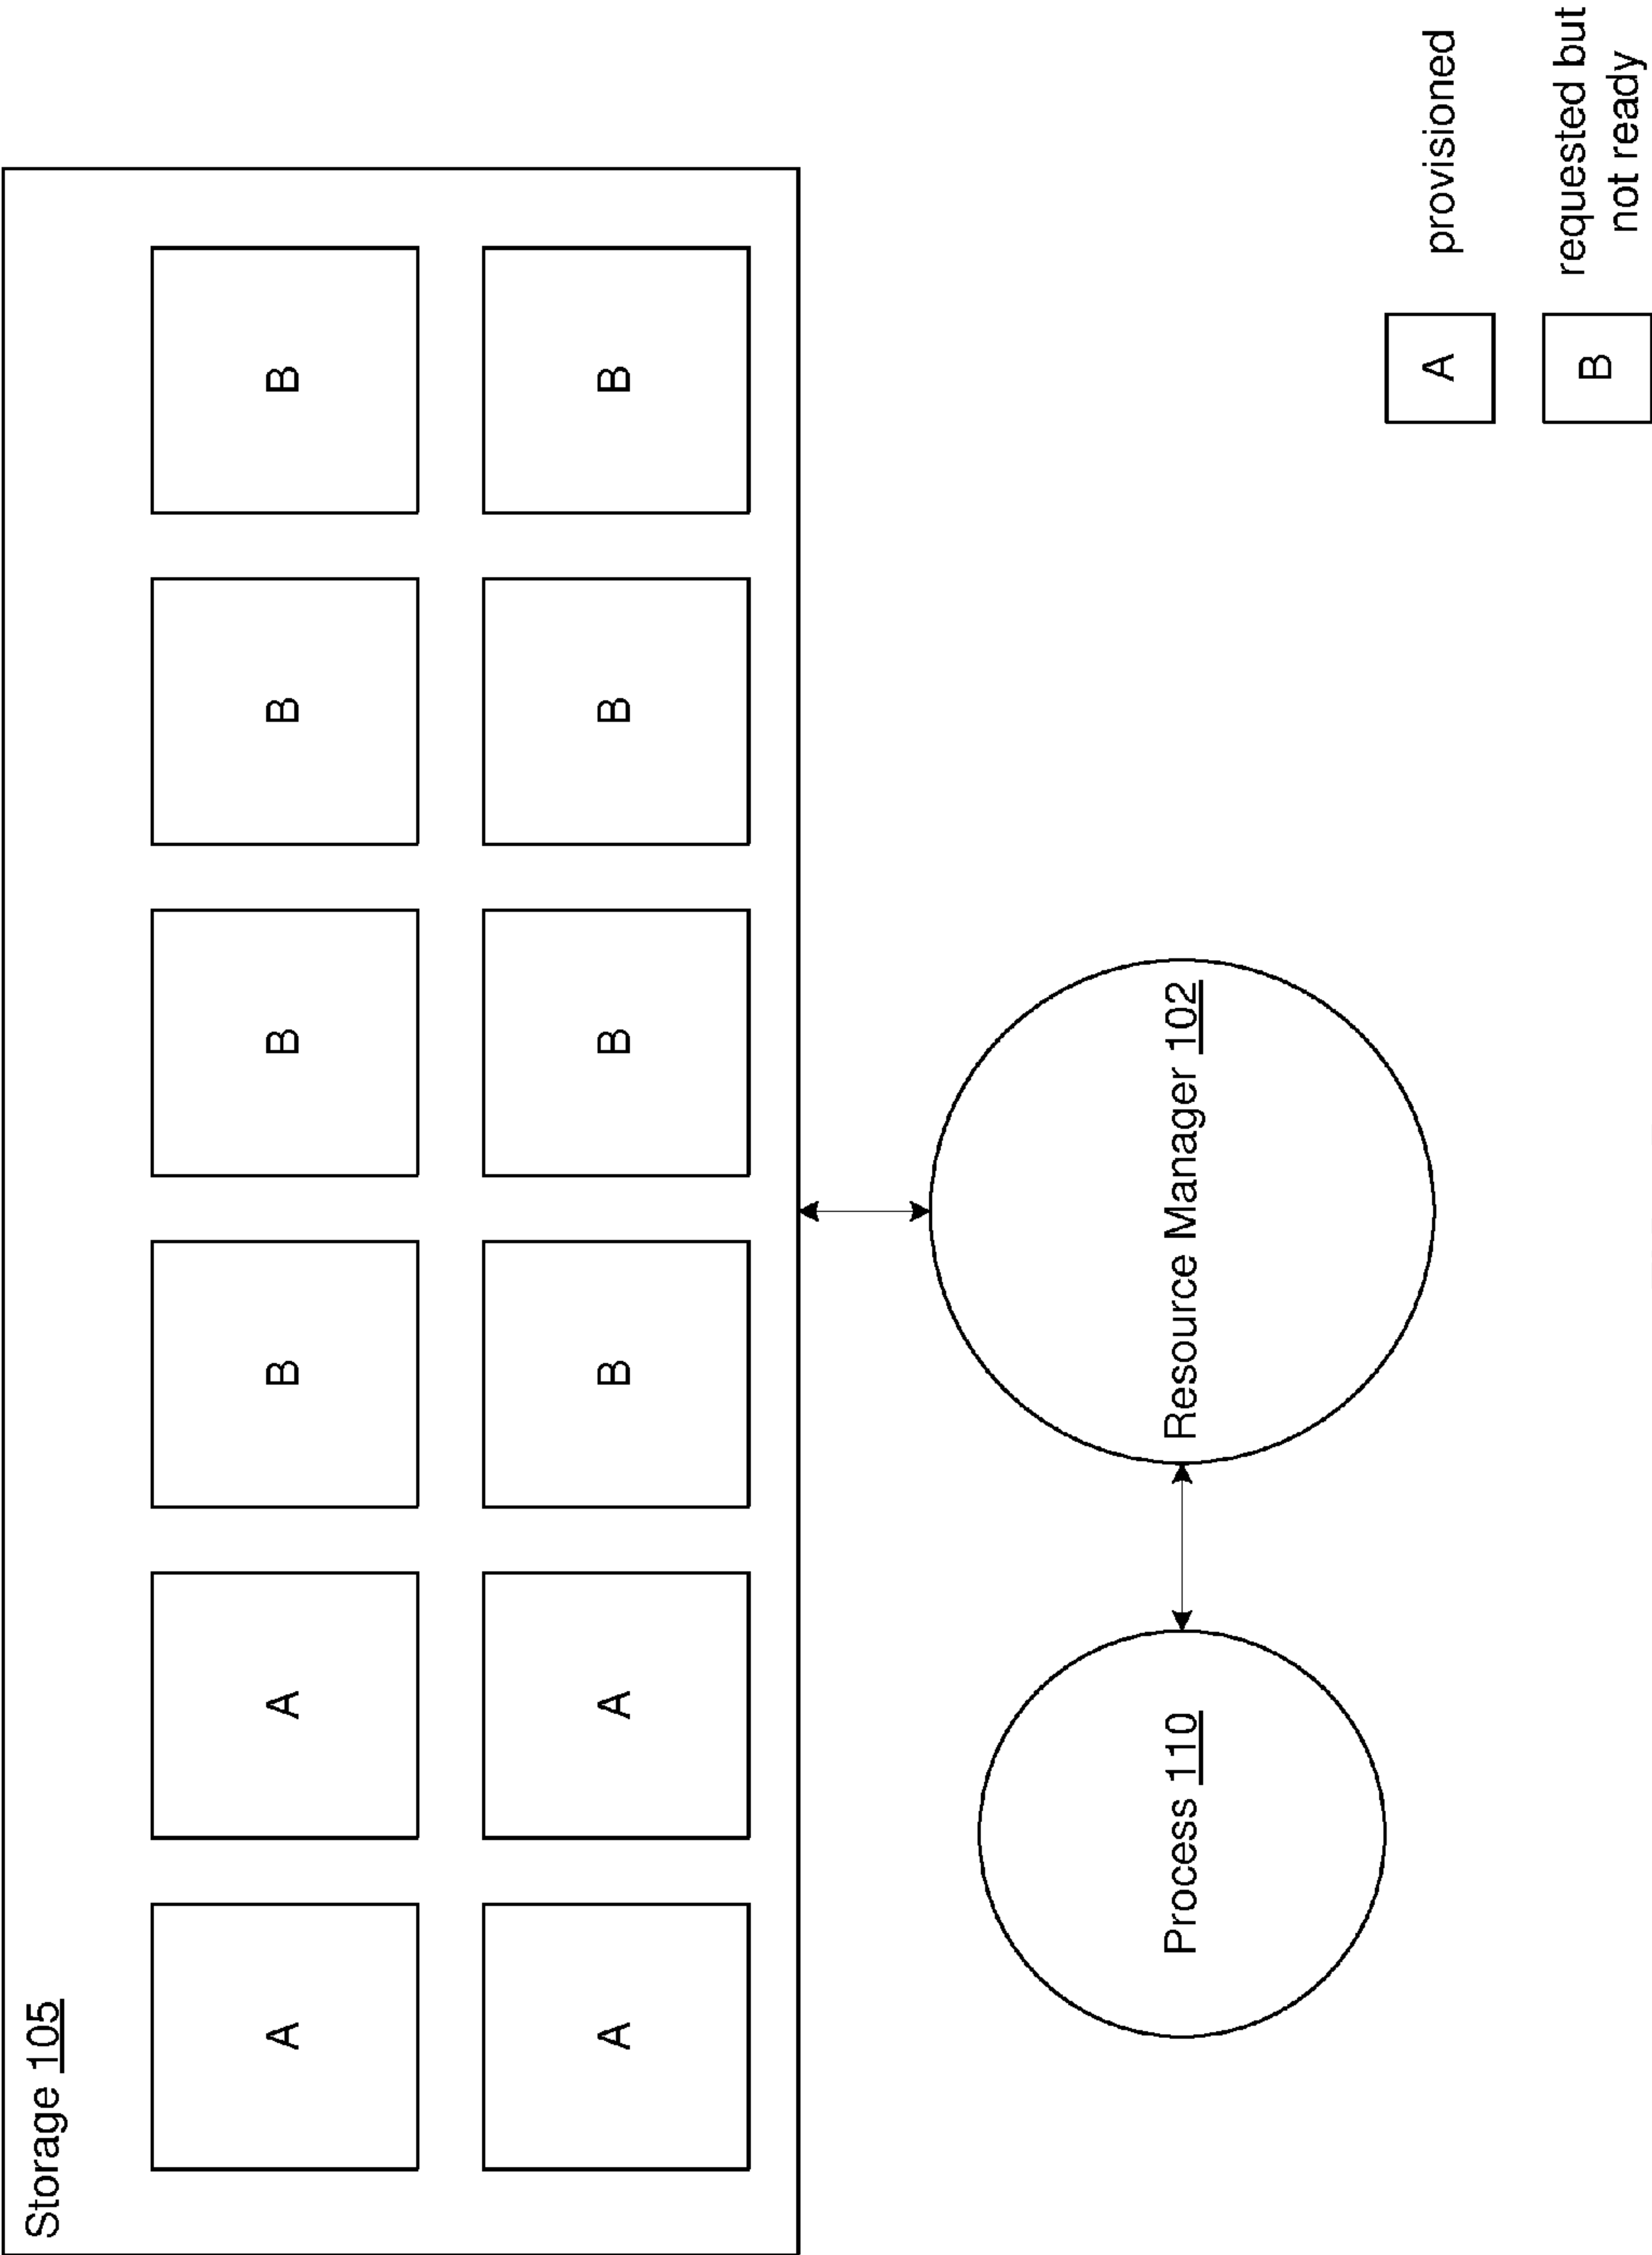 Storage 105
A A B B B B
A A B B B B
Process 110
Resource Manager 102
A provisioned
B requested but
not ready